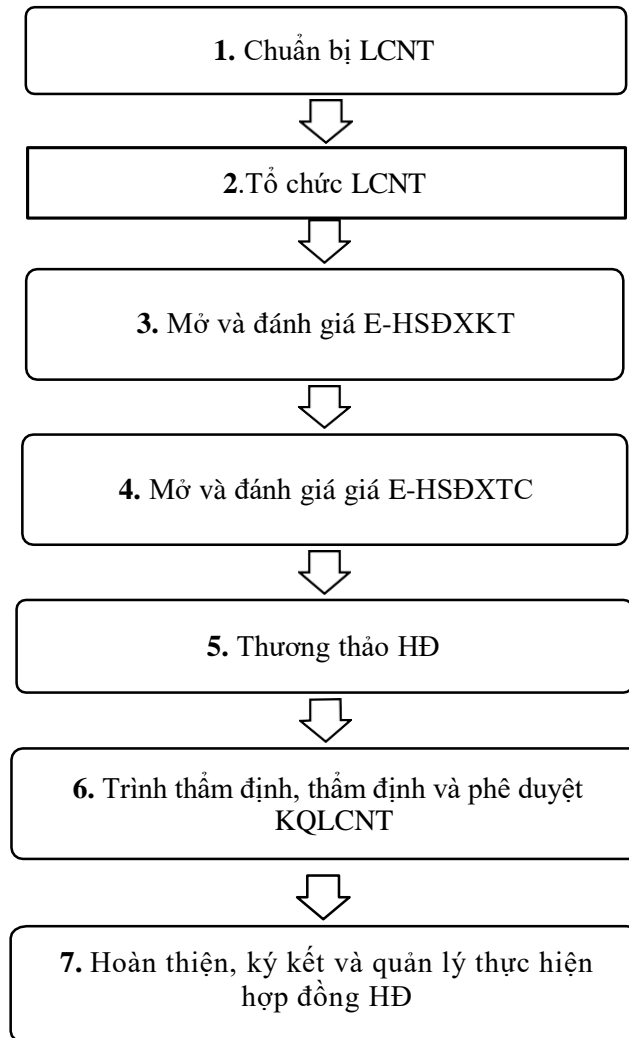 1. Chuẩn bị LCNT
2.Tổ chức LCNT
3. Mở và đánh giá E-HSĐXKT
4. Mở và đánh giá giá E-HSĐXTC
5. Thương thảo HĐ
6. Trình thẩm định, thẩm định và phê duyệt
KQLCNT
7. Hoàn thiện, ký kết và quản lý thực hiện
hợp đồng HĐ